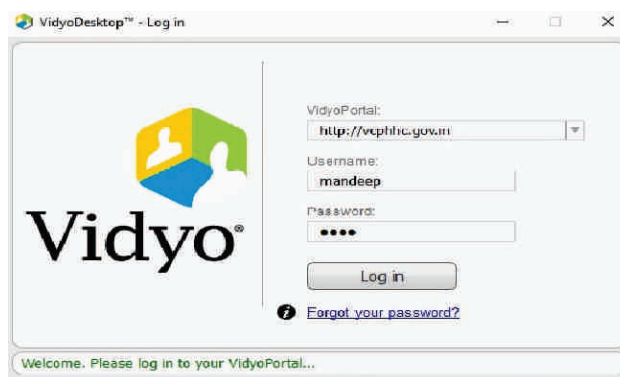 VidyoDesktop™ - Log in
VidyoPortal:
http://vcphhc.gov.in
Username:
mandeep
Password:
••••
Vidyo®
Log in
Forgot your password?
Welcome. Please log in to your VidyoPortal...